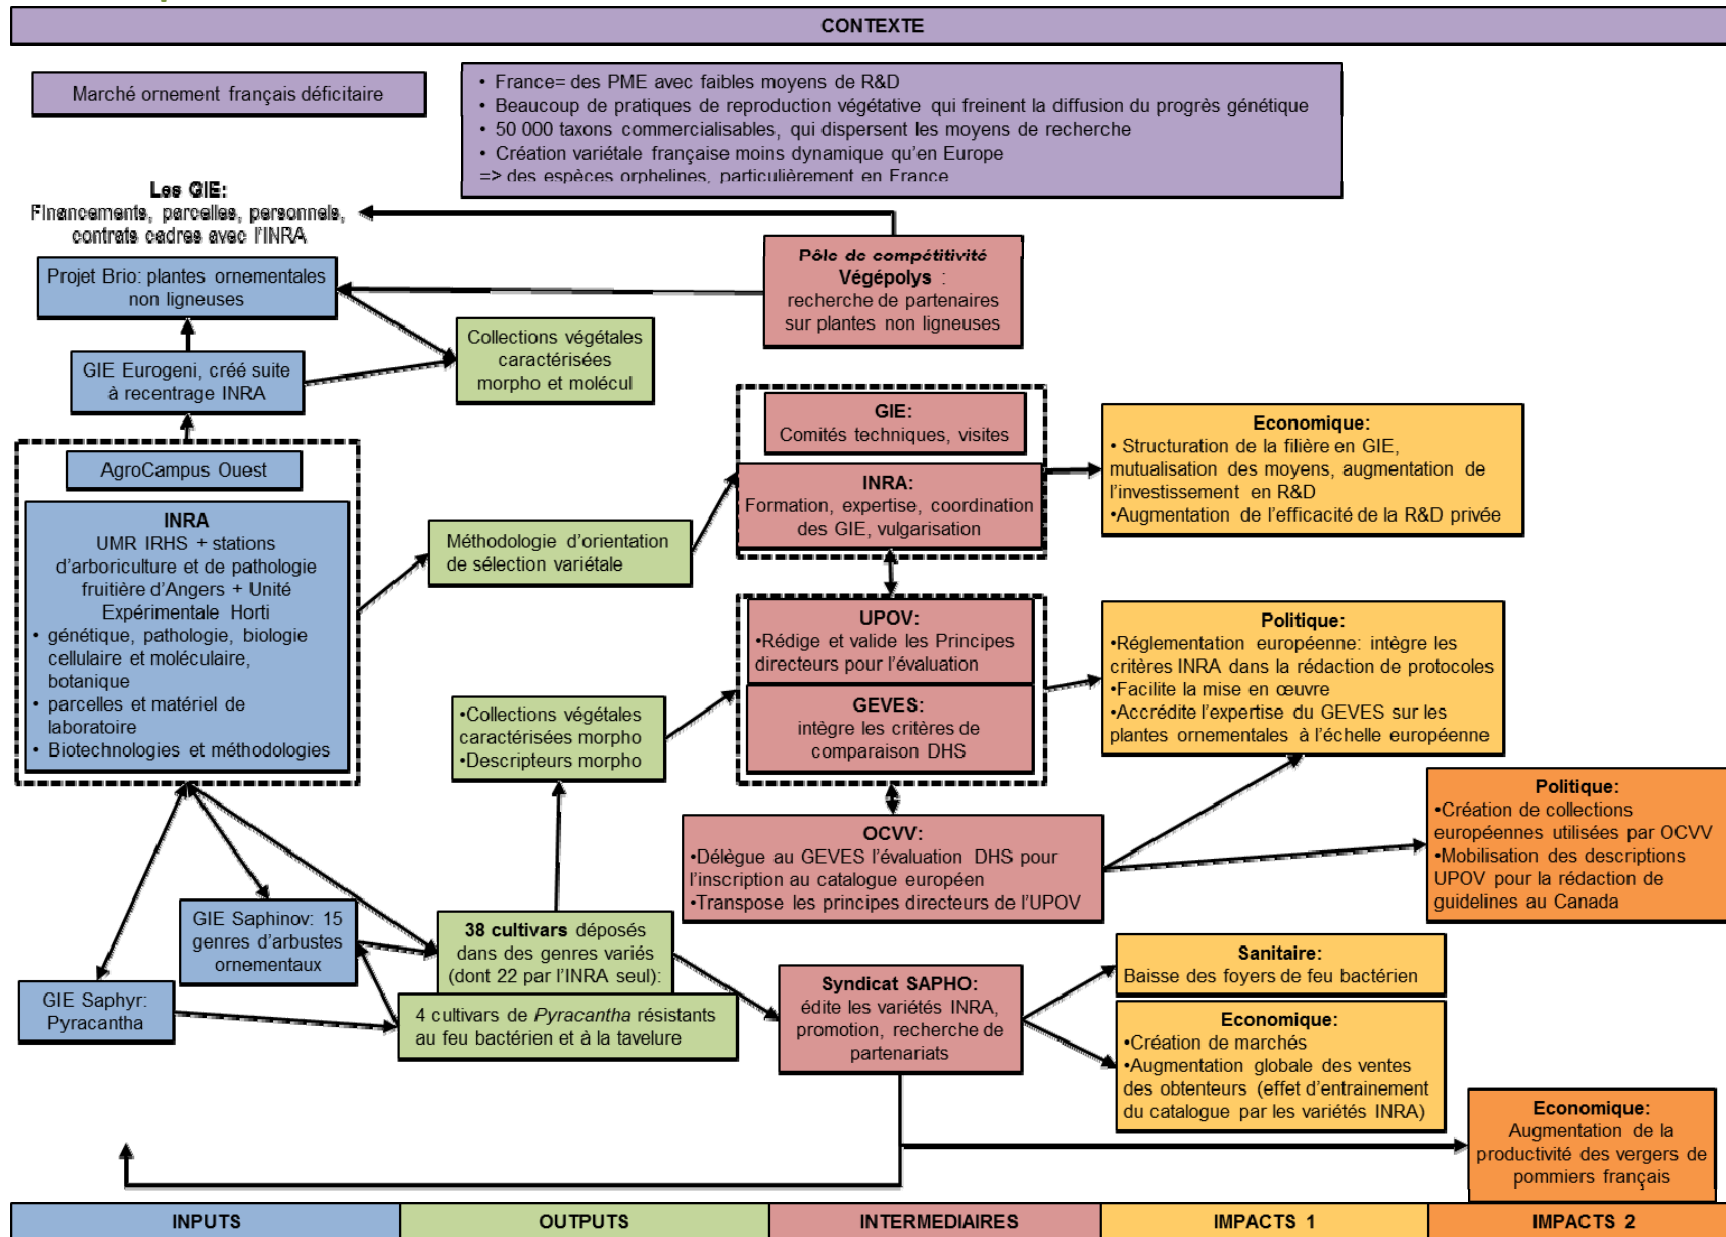 CONTEXTE
Marché ornement français déficitaire
• France= des PME avec faibles moyens de R&D
• Beaucoup de pratiques de reproduction végétative qui freinent la diffusion du progrès génétique
• 50 000 taxons commercialisables, qui dispersent les moyens de recherche
• Création variétale française moins dynamique qu'en Europe
=> des espèces orphelines, particulièrement en France
Les GIE:
Financements, parcelles, personnels,
contrats cadres avec l'INRA
Projet Brio: plantes ornementales
non ligneuses
GIE Eurogeni, créé suite
à recentrage INRA
AgroCampus Ouest
INRA
UMR IRHS + stations
d'arboriculture et de pathologie
fruitière d'Angers + Unité
Expérimentale Horti
• génétique, pathologie, biologie
cellulaire et moléculaire,
botanique
• parcelles et matériel de
laboratoire
• Biotechnologies et méthodologies
GIE Saphinov: 15
genres d'arbustes
ornementaux
GIE Saphyr:
Pyracantha
Collections végétales
caractérisées
morpho et molécul
Méthodologie d'orientation
de sélection variétale
•Collections végétales
caractérisées morpho
•Descripteurs morpho
38 cultivars déposés
dans des genres variés
(dont 22 par l'INRA seul):
4 cultivars de Pyracantha résistants
au feu bactérien et à la tavelure
Pôle de compétitivité
Végépolys :
recherche de partenaires
sur plantes non ligneuses
GIE:
Comités techniques, visites
INRA:
Formation, expertise, coordination
des GIE, vulgarisation
UPOV:
•Rédige et valide les Principes
directeurs pour l'évaluation
GEVES:
intègre les critères de
comparaison DHS
OCVV:
•Délègue au GEVES l'évaluation DHS pour
l'inscription au catalogue européen
•Transpose les principes directeurs de l'UPOV
Syndicat SAPHO:
édite les variétés INRA,
promotion, recherche de
partenariats
Economique:
• Structuration de la filière en GIE,
mutualisation des moyens, augmentation de
l'investissement en R&D
•Augmentation de l'efficacité de la R&D privée
Politique:
•Réglementation européenne: intègre les
critères INRA dans la rédaction de protocoles
•Facilite la mise en œuvre
•Accrédite l'expertise du GEVES sur les
plantes ornementales à l'échelle européenne
Politique:
•Création de collections
européennes utilisées par OCVV
•Mobilisation des descriptions
UPOV pour la rédaction de
guidelines au Canada
Sanitaire:
Baisse des foyers de feu bactérien
Economique:
•Création de marchés
•Augmentation globale des ventes
des obtenteurs (effet d'entrainement
du catalogue par les variétés INRA)
Economique:
Augmentation de la
productivité des vergers de
pommiers français
INPUTS
OUTPUTS
INTERMEDIAIRES
IMPACTS 1
IMPACTS 2